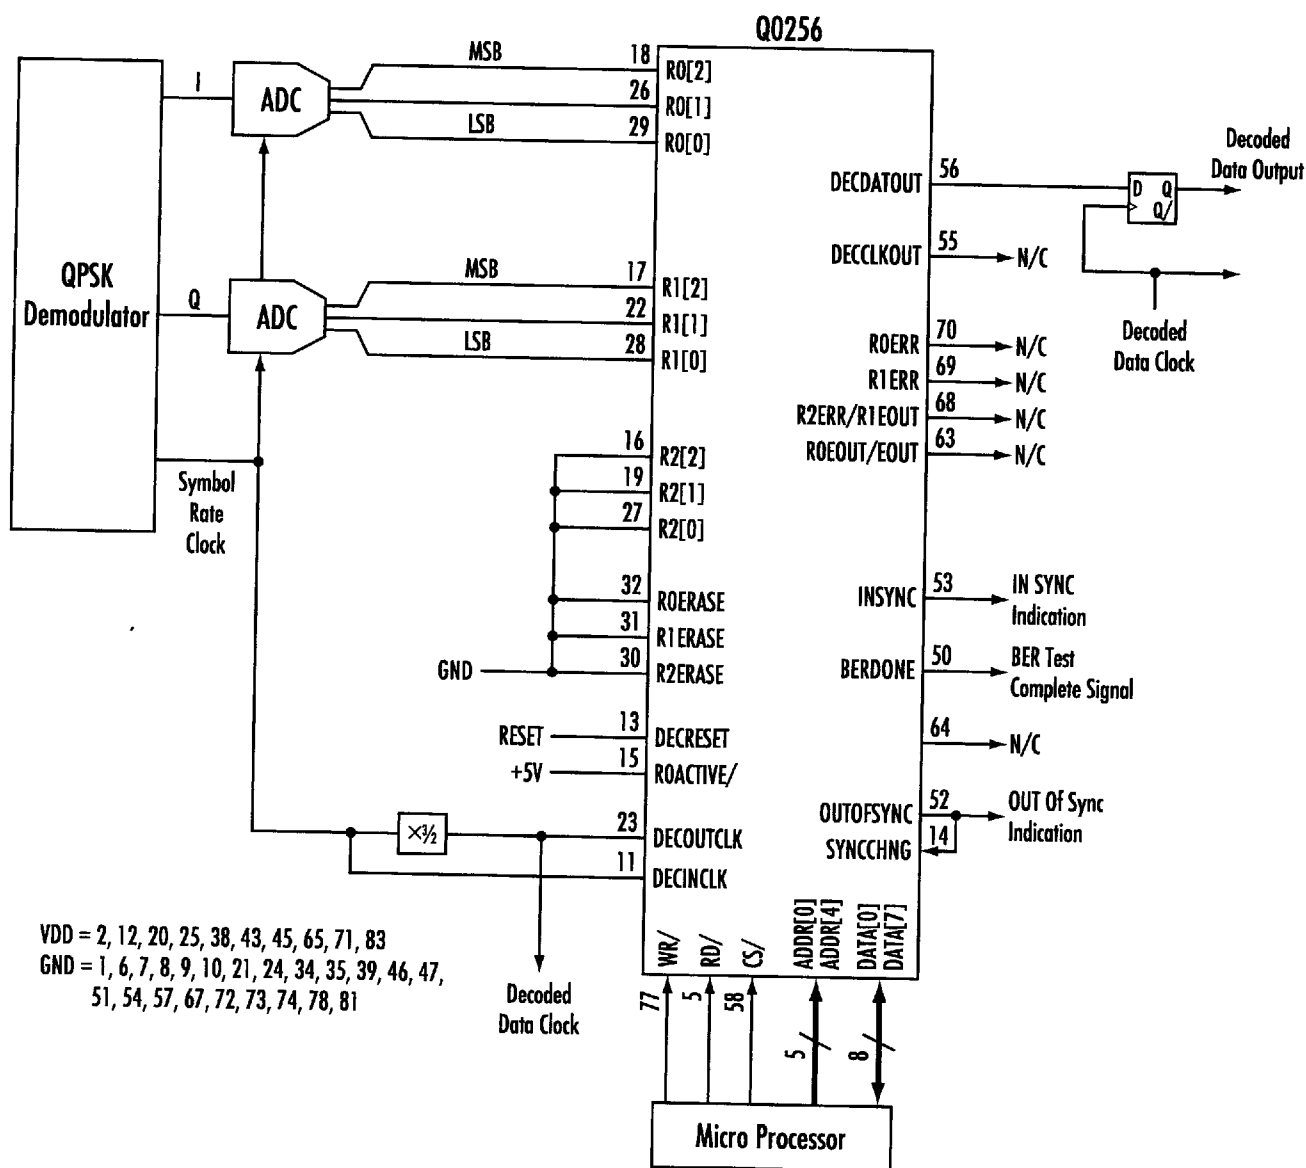 Q0256
QPSK
Demodulator
I
ADC
MSB
LSB
18
26
29
R0[2]
R0[1]
R0[0]
Q
ADC
MSB
LSB
17
22
28
R1[2]
R1[1]
R1[0]
Symbol
Rate
Clock
16
19
27
R2[2]
R2[1]
R2[0]
32
31
30
R0ERASE
R1ERASE
R2ERASE
GND
RESET
13
DECRESET
+5V
15
ROACTIVE/
×3/2
23
DECOUTCLK
11
DECINCLK
Decoded
Data Clock
DECDATOUT
56
D Q
Q/
Decoded
Data Output
DECCLKOUT
55
N/C
Decoded
Data Clock
R0ERR
70
N/C
R1ERR
69
N/C
R2ERR/R1EOUT
68
N/C
R0EOUT/EOUT
63
N/C
INSYNC
53
IN SYNC
Indication
BERDONE
50
BER Test
Complete Signal
64
N/C
OUTOFSYNC
52
OUT Of Sync
Indication
SYNCCHNG
14
WR/
RD/
CS/
ADDR[0]
ADDR[4]
DATA[0]
DATA[7]
77
5
58
5
8
Micro Processor
VDD = 2, 12, 20, 25, 38, 43, 45, 65, 71, 83
GND = 1, 6, 7, 8, 9, 10, 21, 24, 34, 35, 39, 46, 47,
51, 54, 57, 67, 72, 73, 74, 78, 81